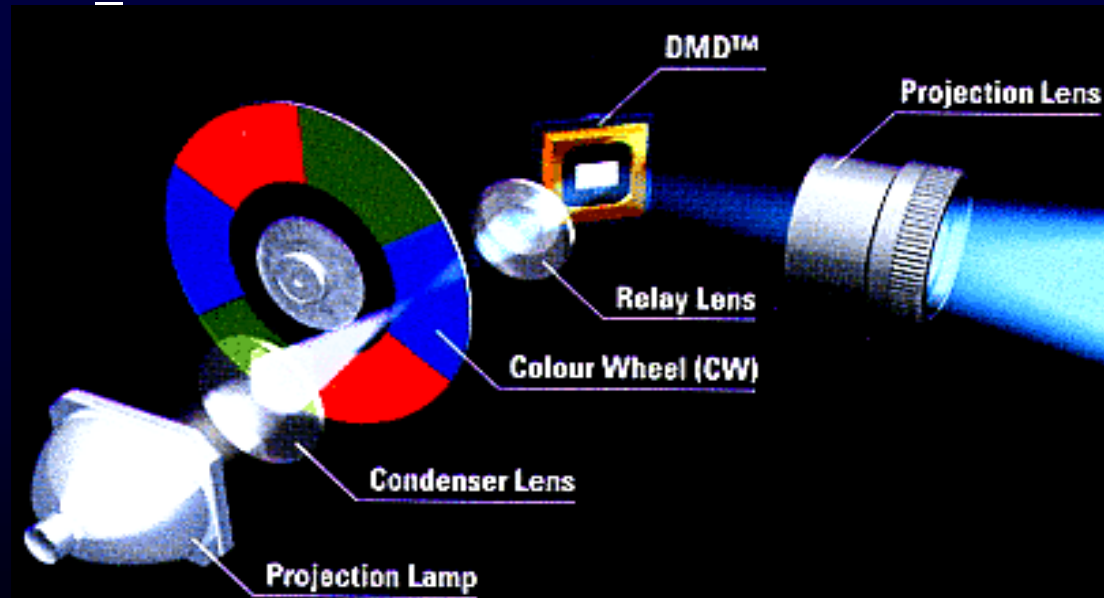 DMD™
Projection Lens
Relay Lens
Colour Wheel (CW)
Condenser Lens
Projection Lamp